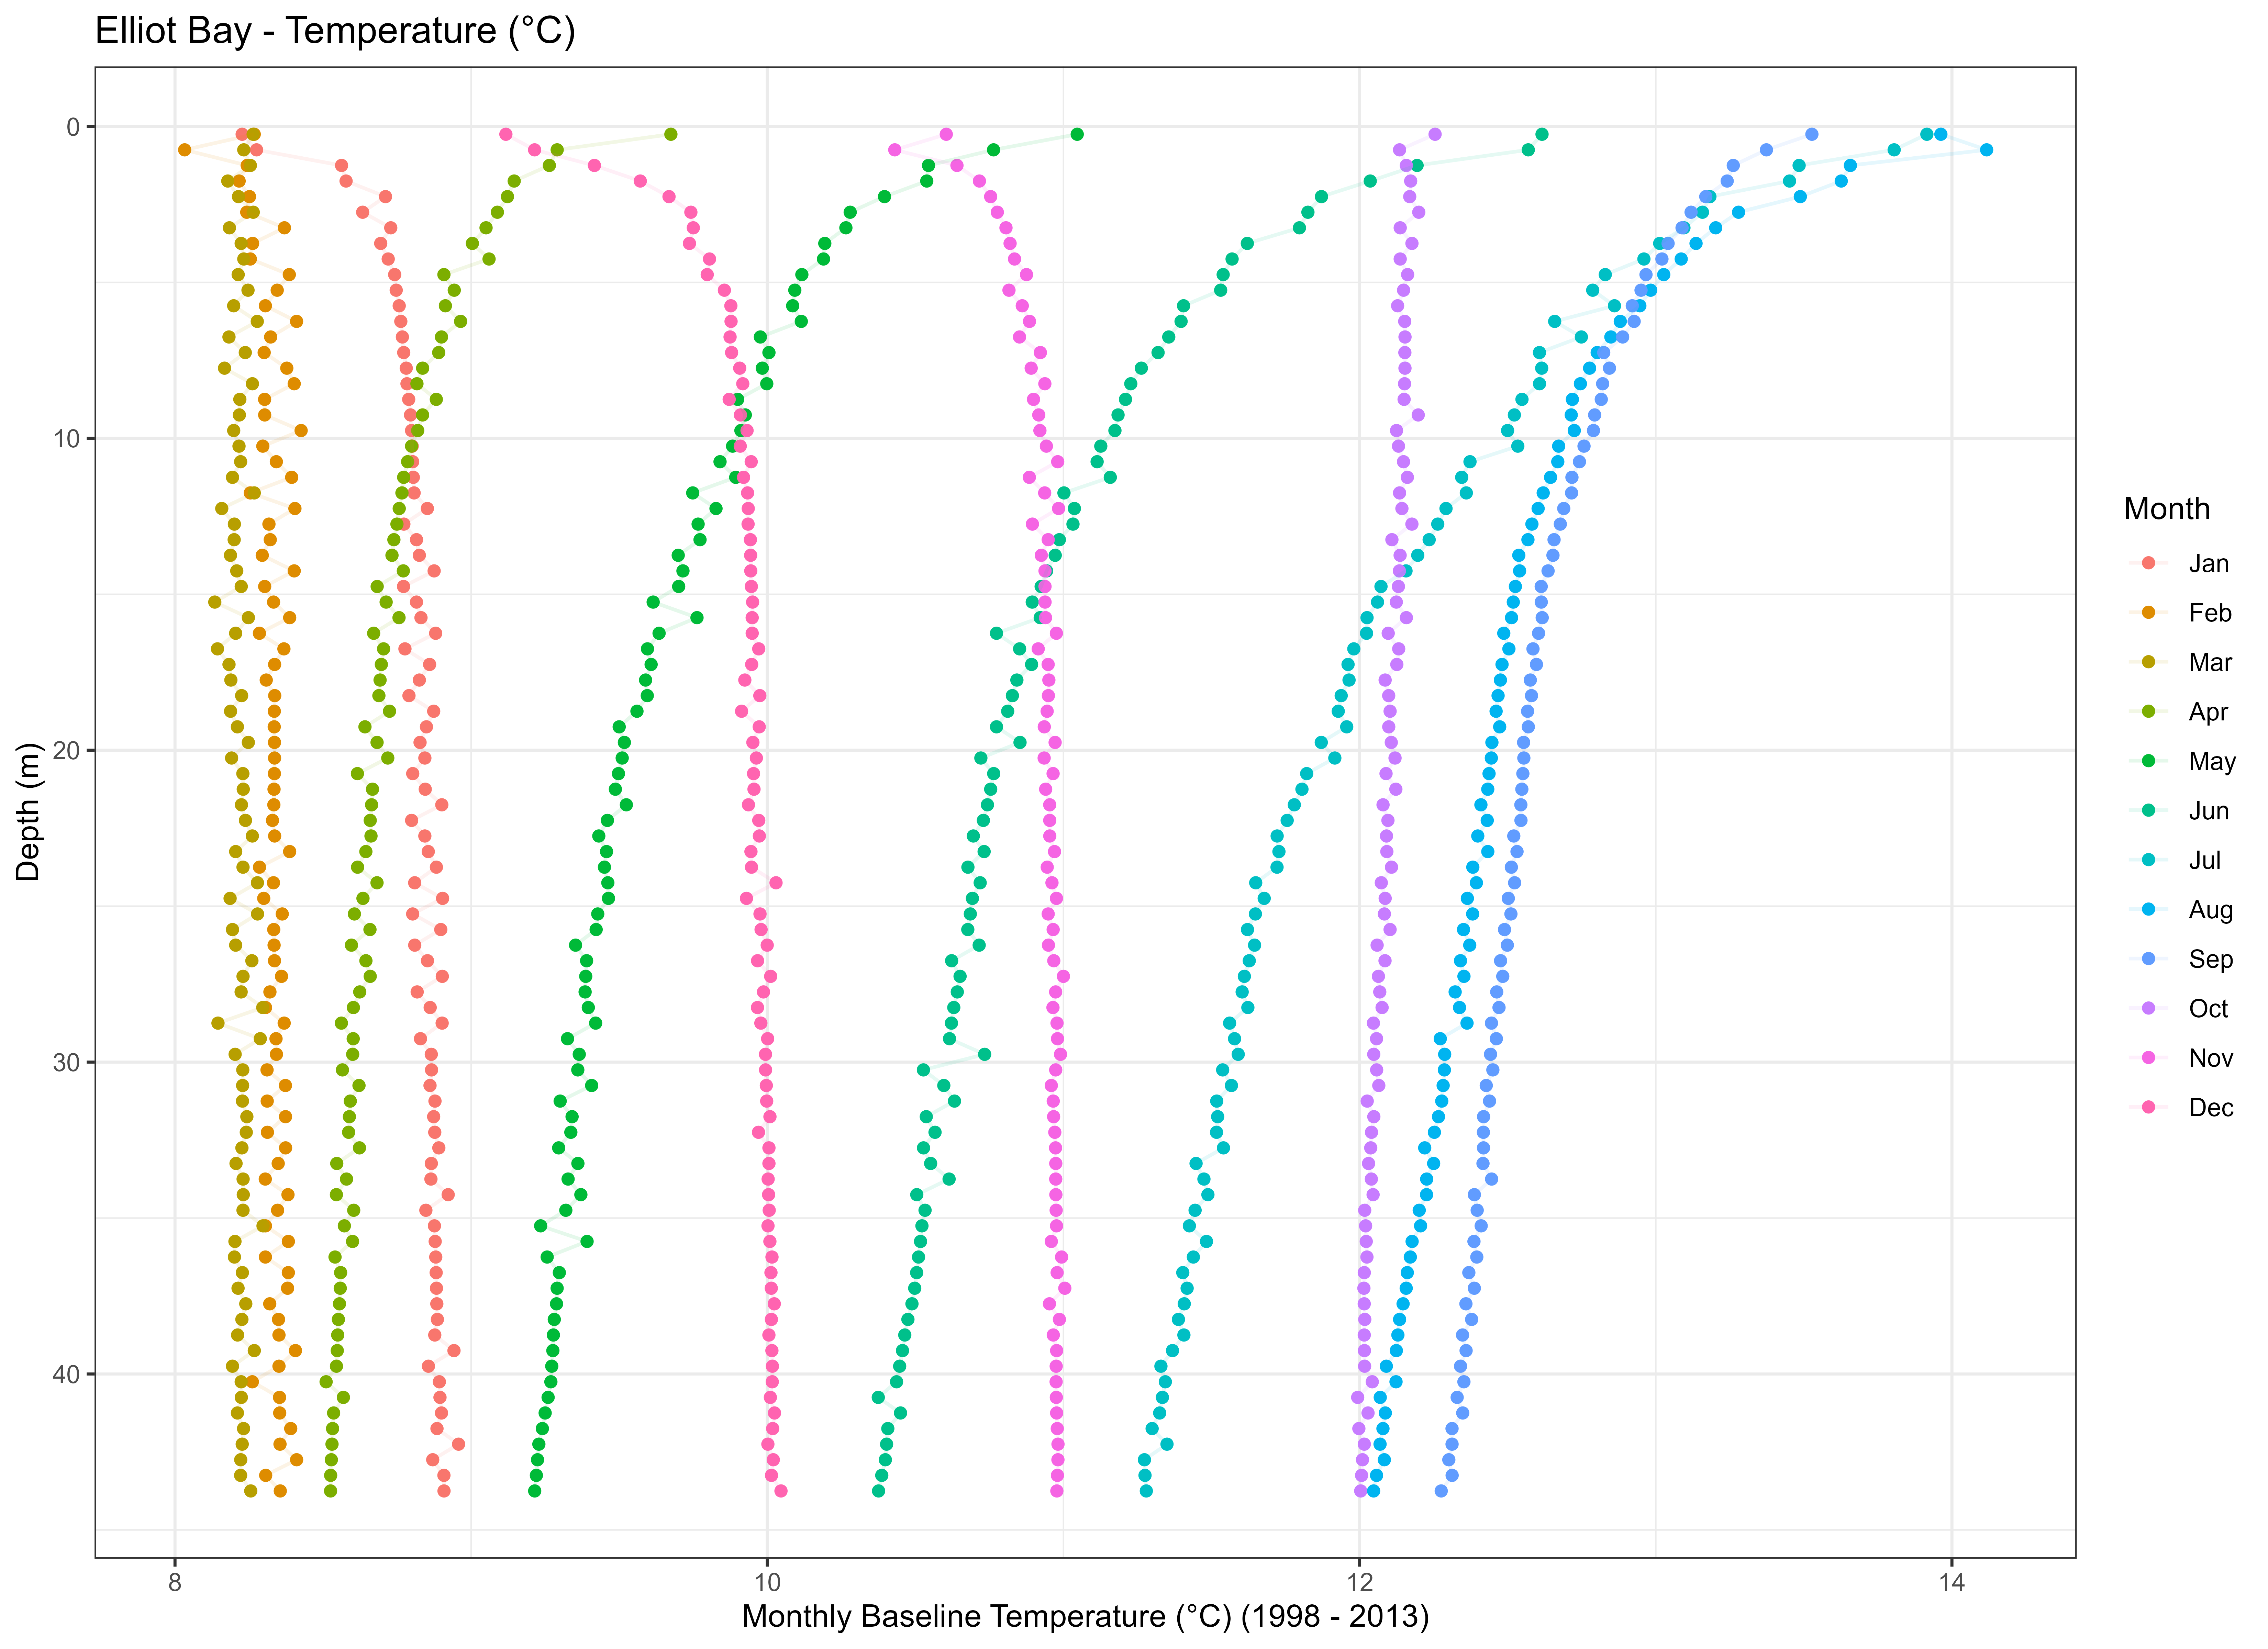 Elliot Bay - Temperature (°C)
0
10
20
30
40
Depth (m)
8
10
12
14
Monthly Baseline Temperature (°C) (1998 - 2013)
Month
Jan
Feb
Mar
Apr
May
Jun
Jul
Aug
Sep
Oct
Nov
Dec